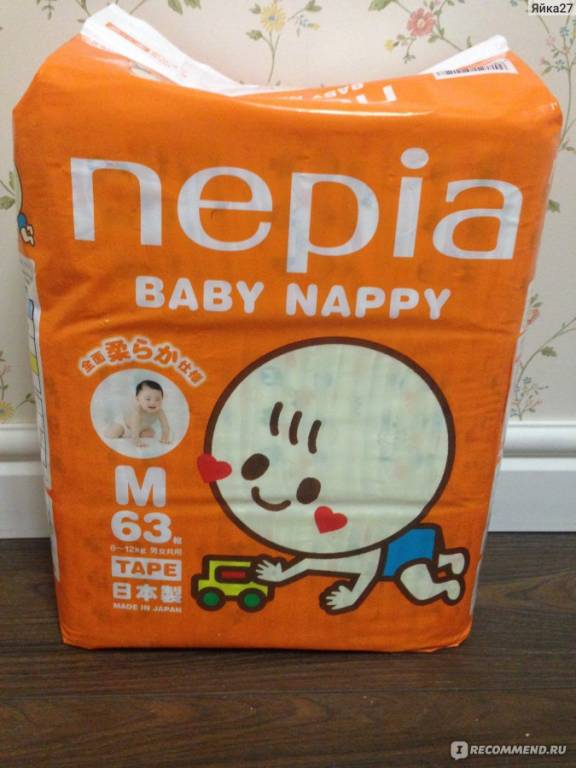 Яйка27
nepia
BABY NAPPY
全面柔らか仕様
M
63枚
6~12kg 男女共用
TAPE
日本製
MADE IN JAPAN
IRECOMMEND.RU